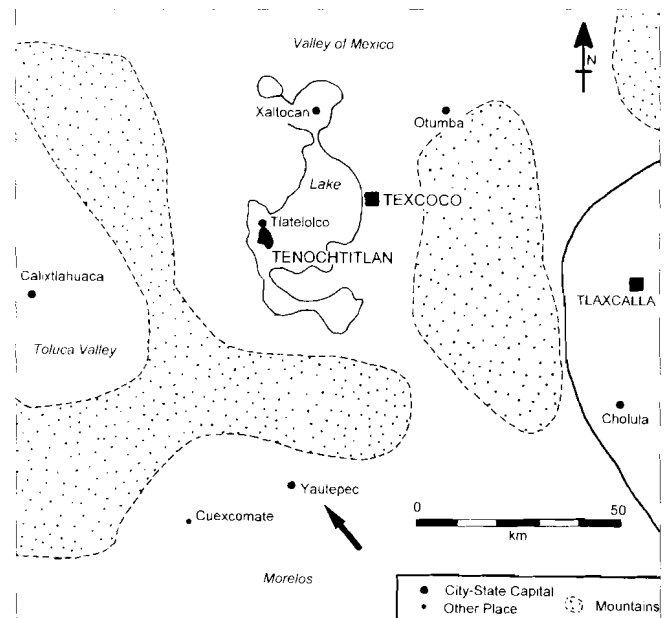 Valley of Mexico
N
Xaltocan
Otumba
Lake
TEXCOCO
Tlatelolco
TENOCHTITLAN
Calixtlahuaca
TLAXCALLA
Toluca Valley
Cholula
Yautepec
0 50
Cuexcomate
km
Morelos
City-State Capital
Other Place
Mountains